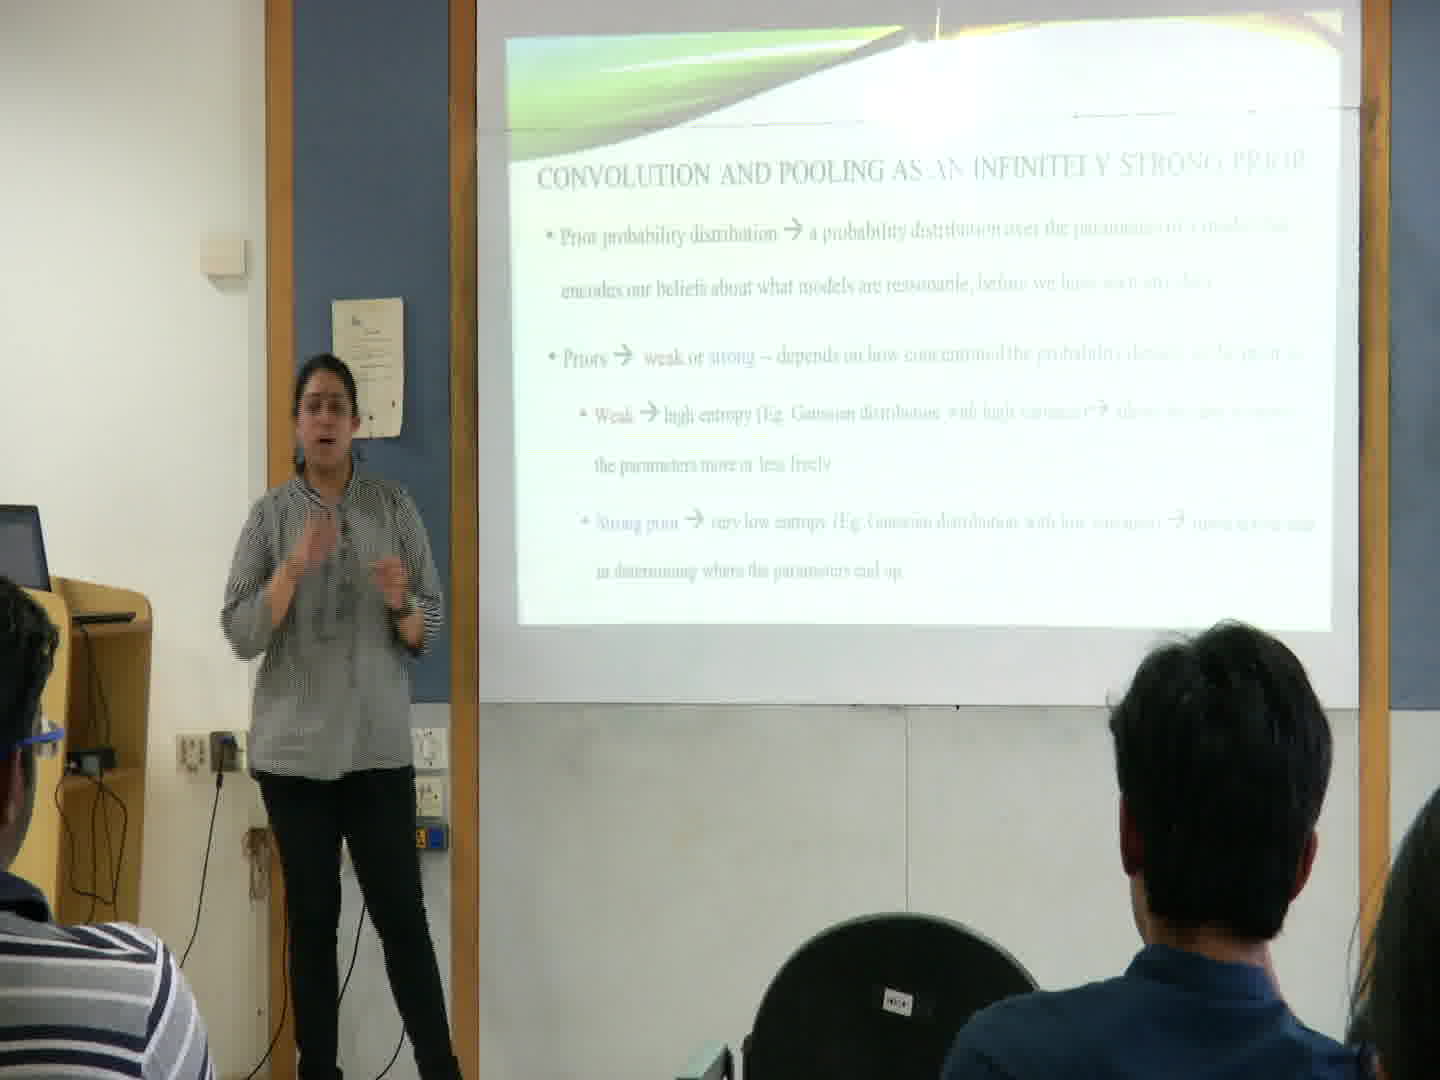 CONVOLUTION AND POOLING AS AN INFINITELY STRONG PRIOR
• Prior probability distribution → a probability distribution over the parameters of a model that
encodes our beliefs about what models are reasonable, before we have seen any data
• Priors → weak or strong – depends on how concentrated the probability density
• Weak → high entropy (Eg. Gaussian distribution with high variance) →
the parameters more or less freely
• Strong prior → very low entropy (Eg. Gaussian distribution with low variance) →
in determining where the parameters end up